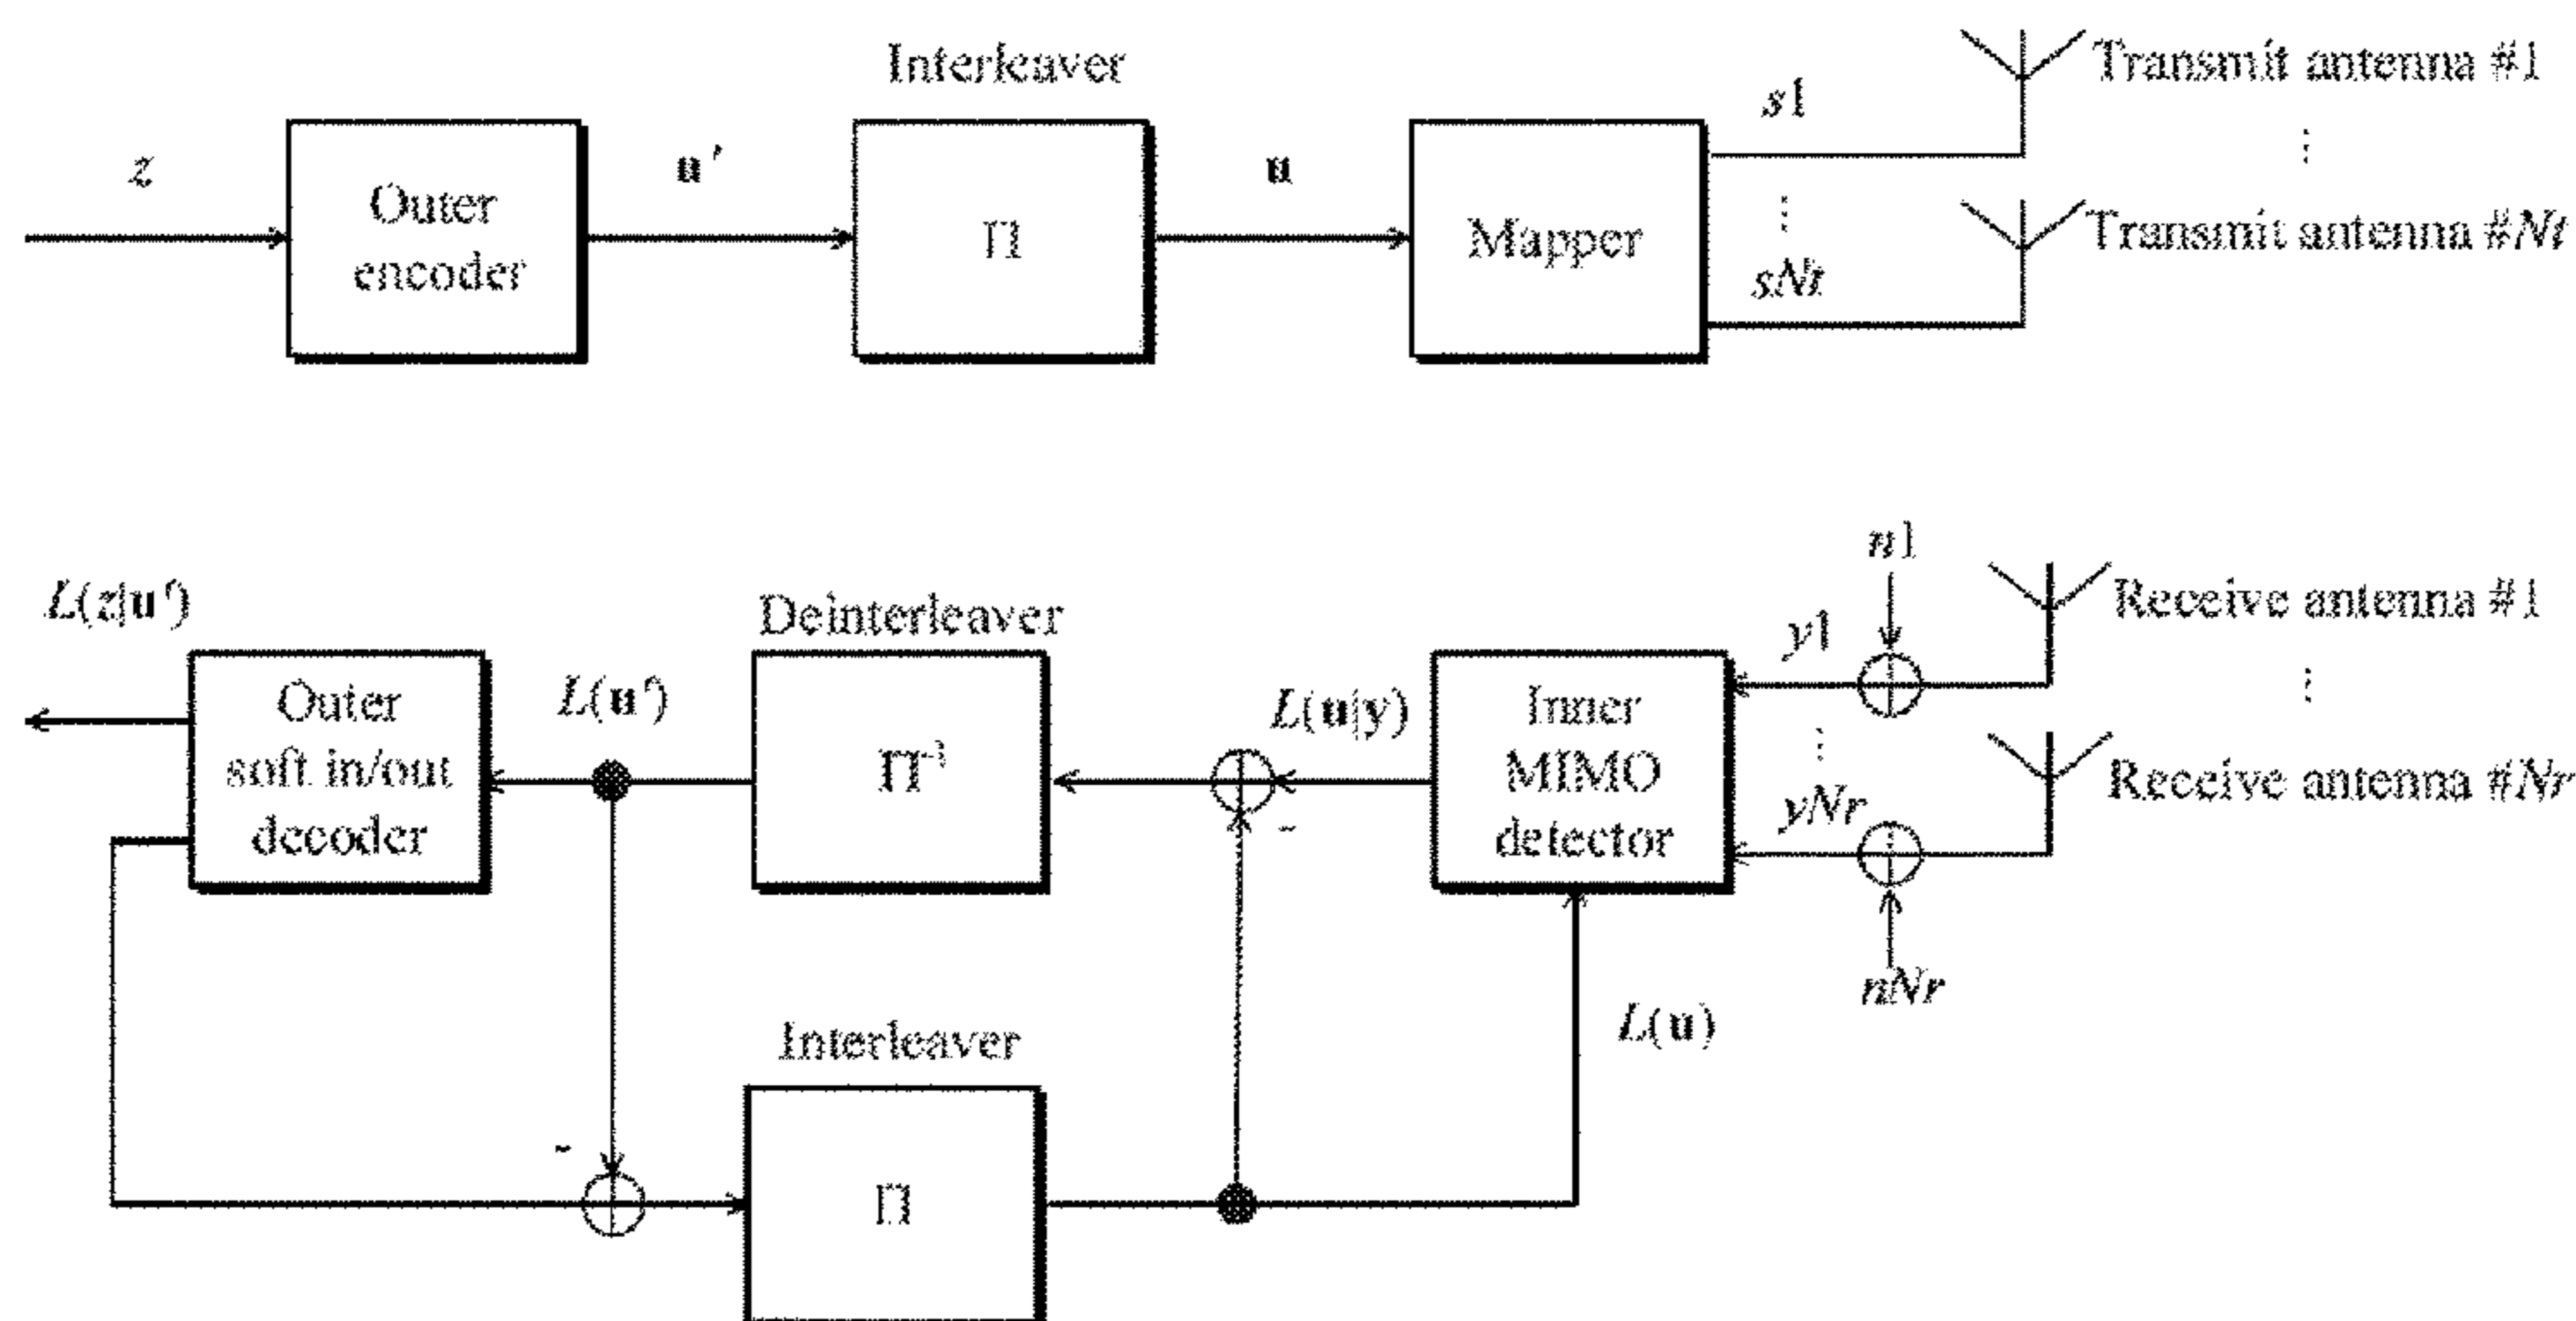 Interleaver
Transmit antenna #1
s1
⋮
z
Outer
encoder
u'
Π
u
Mapper
⋮
sNt
Transmit antenna #Nt
n1
L(z|u')
Deinterleaver
Receive antenna #1
y1
Outer
soft in/out
decoder
L(u')
Π⁻¹
L(u|y)
Inner
MIMO
detector
⋮
⋮
yNr
Receive antenna #Nr
-
nNr
L(u)
Interleaver
-
Π